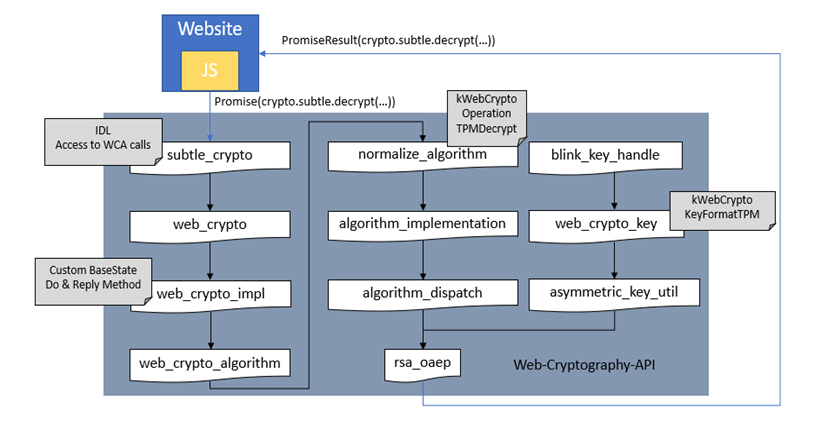 Website
JS
PromiseResult(crypto.subtle.decrypt(...))
Promise(crypto.subtle.decrypt(...))
IDL
Access to WCA calls
subtle_crypto
web_crypto
Custom BaseState
Do & Reply Method
web_crypto_impl
web_crypto_algorithm
kWebCrypto
Operation
TPMDecrypt
normalize_algorithm
algorithm_implementation
algorithm_dispatch
rsa_oaep
blink_key_handle
kWebCrypto
KeyFormatTPM
web_crypto_key
asymmetric_key_util
Web-Cryptography-API